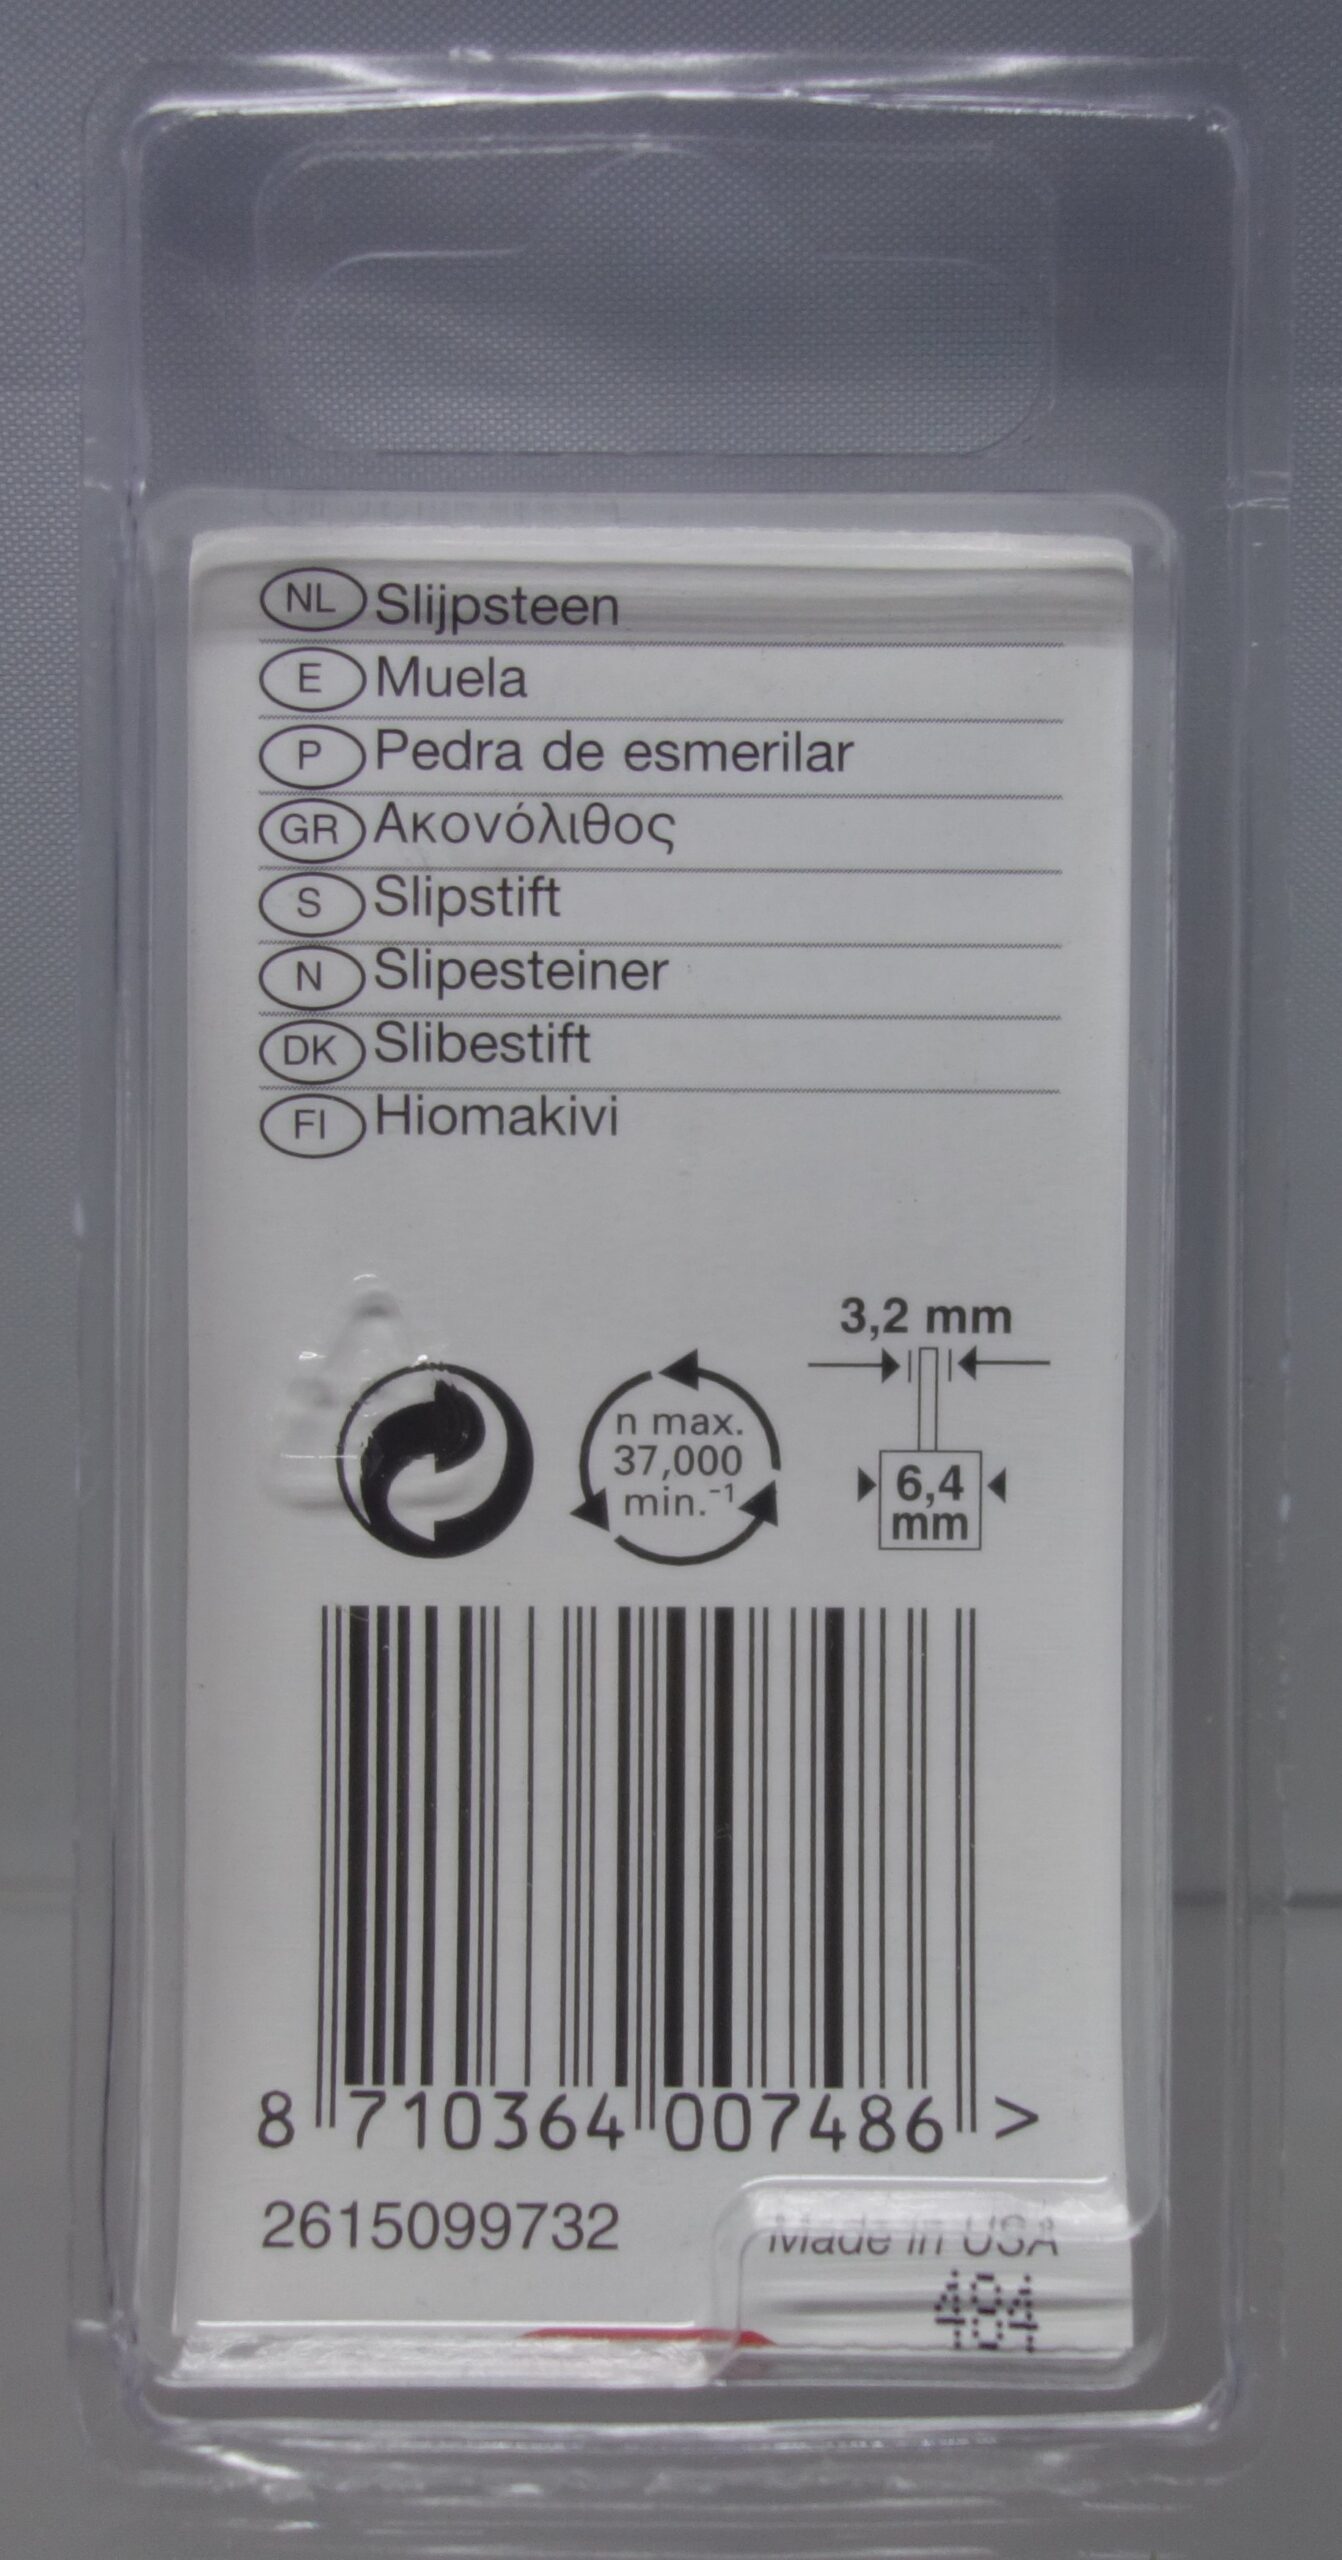 NL Slijpsteen
E Muela
P Pedra de esmerilar
GR Ακονόλιθος
S Slipstift
N Slipesteiner
DK Slibestift
FI Hiomakivi
3,2 mm
n max.
37,000
min.⁻¹
6,4
mm
8 710364 007486 >
2615099732
Made in USA